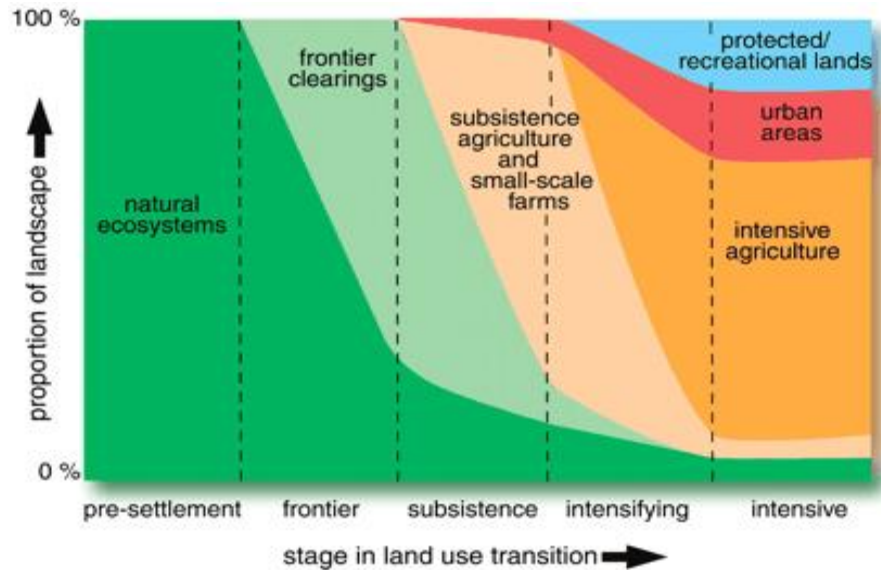 100 %
frontier
clearings
protected/
recreational lands
urban
areas
subsistence
agriculture
and
small-scale
farms
natural
ecosystems
intensive
agriculture
proportion of landscape
0 %
pre-settlement
frontier
subsistence
intensifying
intensive
stage in land use transition